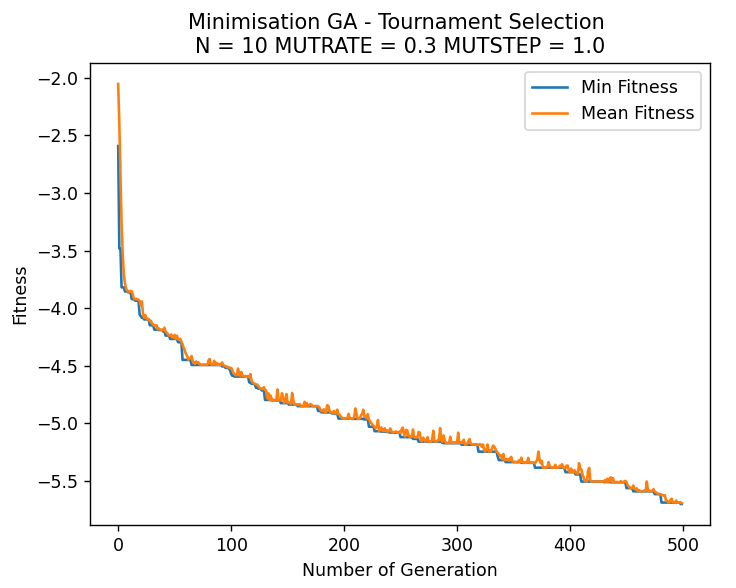 Minimisation GA - Tournament Selection
N = 10 MUTRATE = 0.3 MUTSTEP = 1.0
Min Fitness
Mean Fitness
−2.0
−2.5
−3.0
−3.5
−4.0
−4.5
−5.0
−5.5
Fitness
0 100 200 300 400 500
Number of Generation